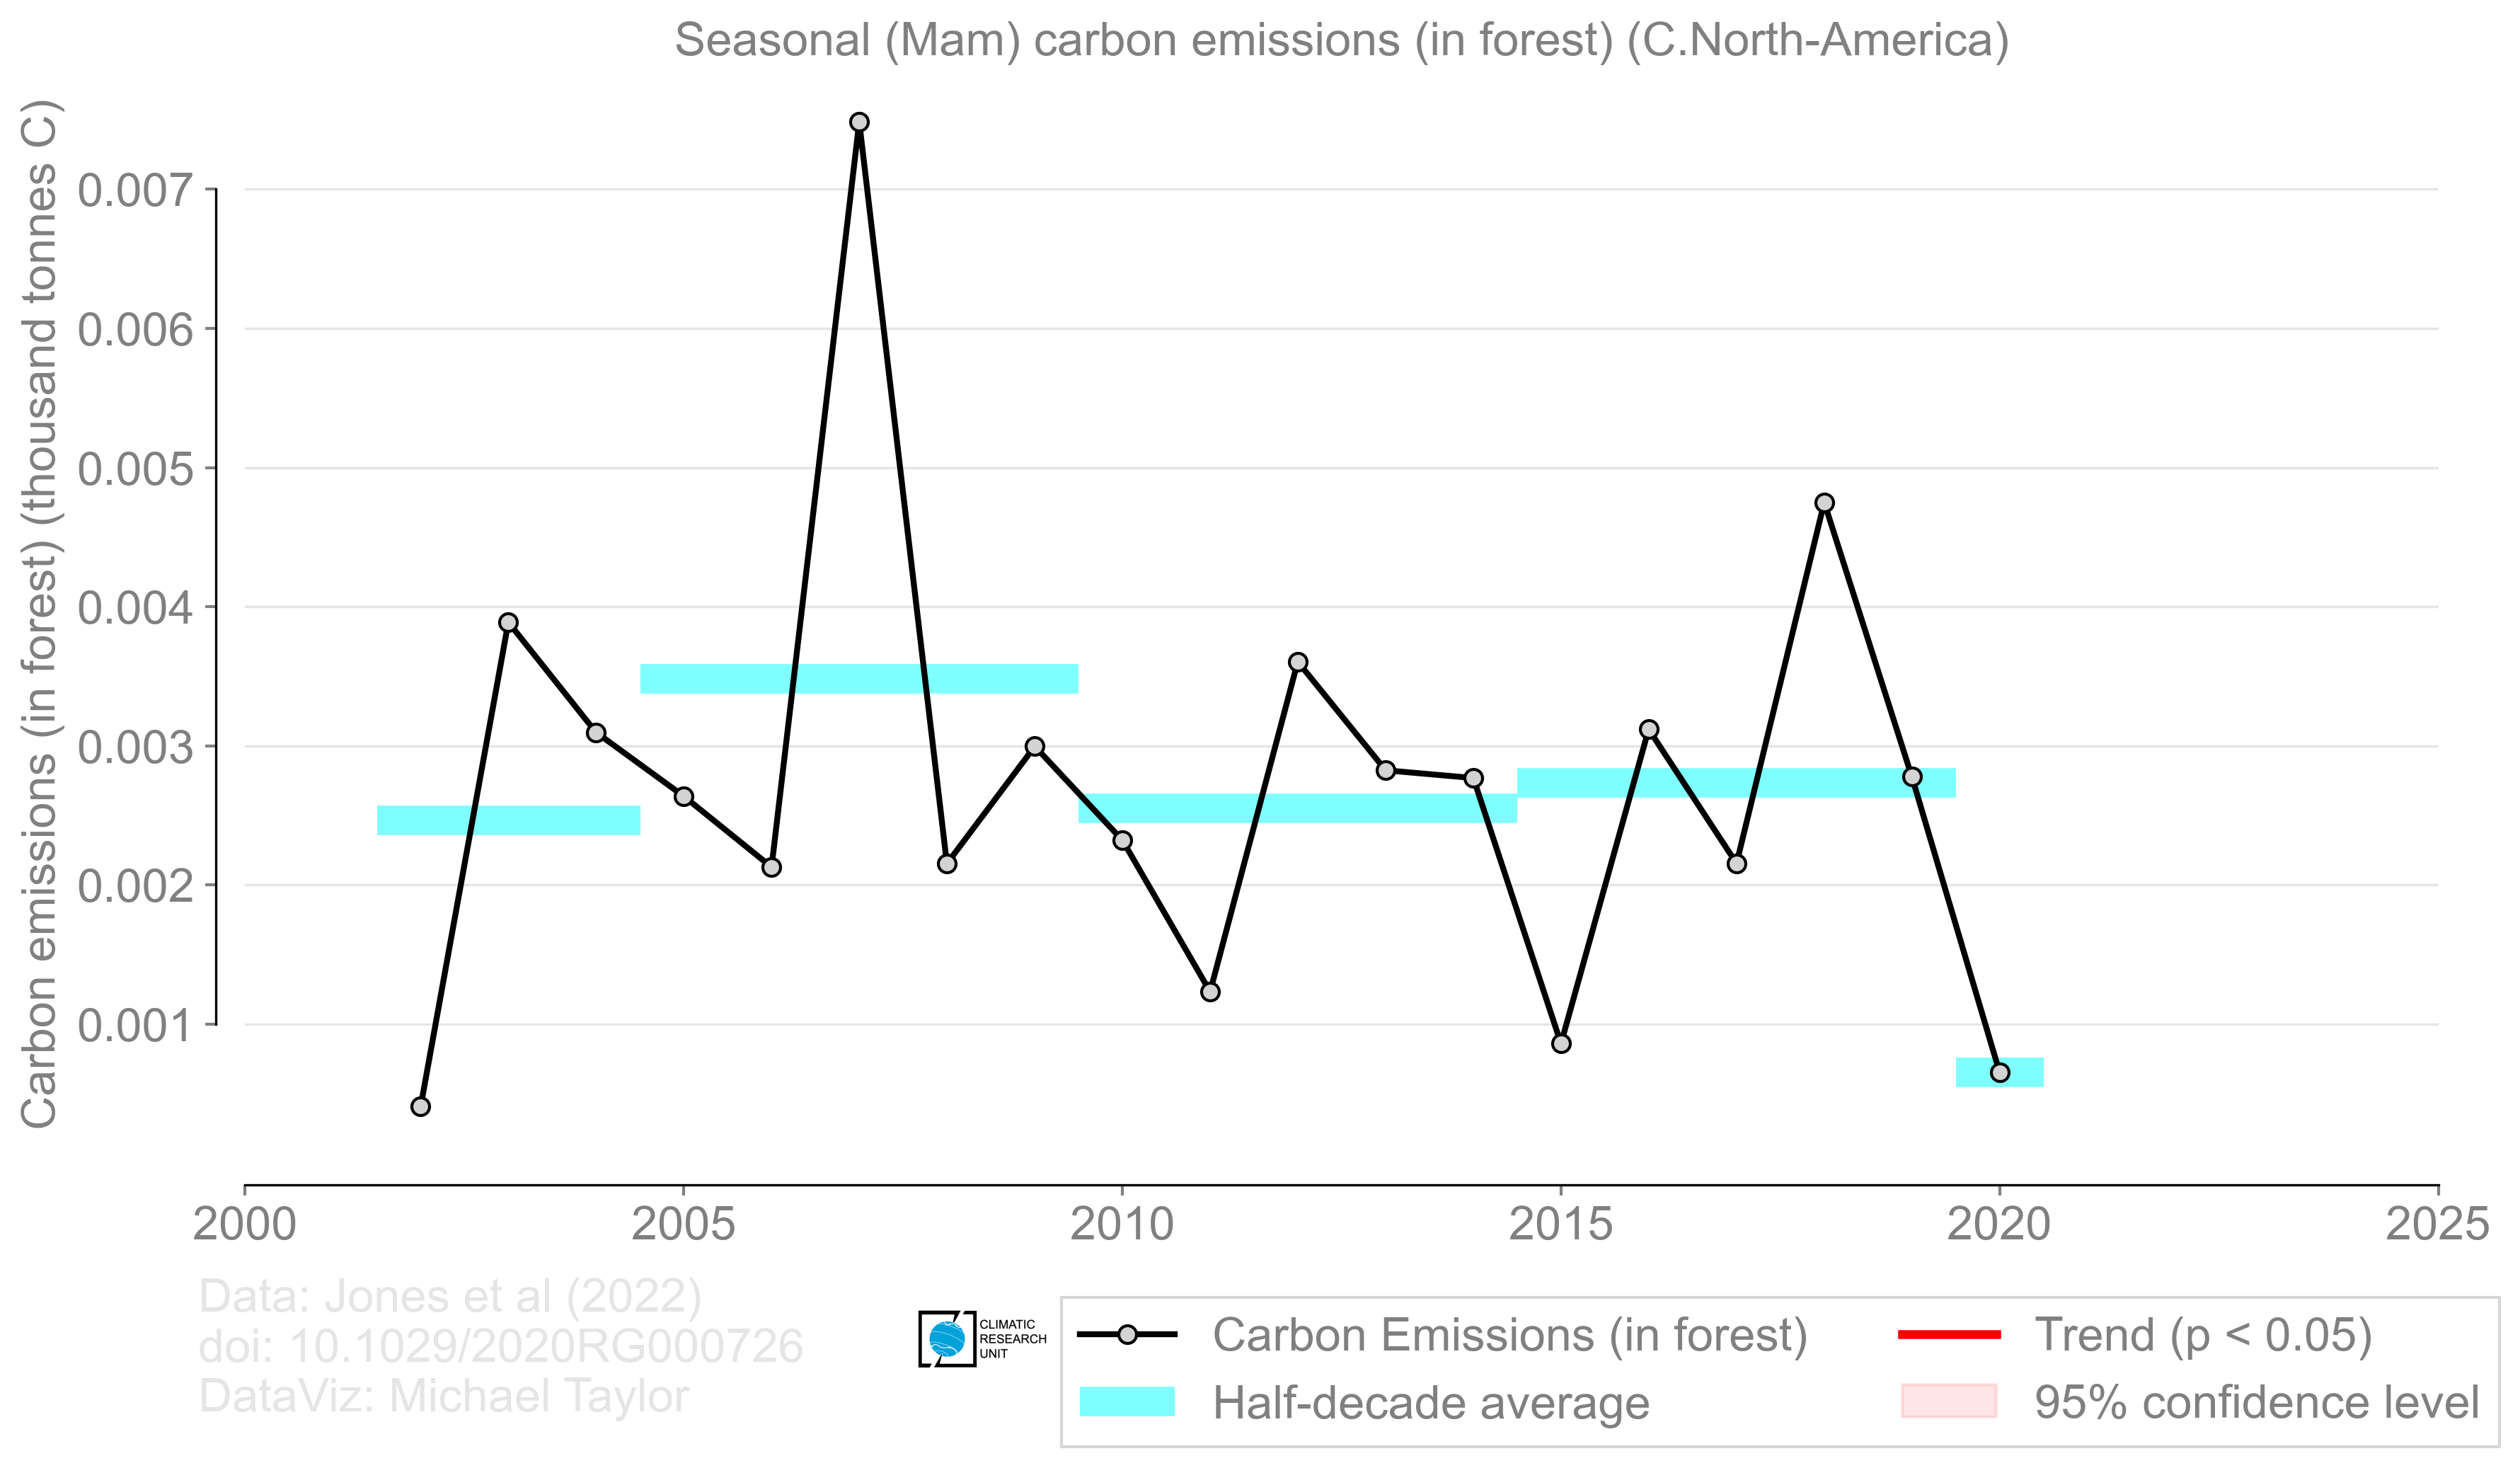 Seasonal (Mam) carbon emissions (in forest) (C.North-America)
Carbon emissions (in forest) (thousand tonnes C)
0.007
0.006
0.005
0.004
0.003
0.002
0.001
2000
2005
2010
2015
2020
2025
Data: Jones et al (2022)
doi: 10.1029/2020RG000726
DataViz: Michael Taylor
CLIMATIC
RESEARCH
UNIT
Carbon Emissions (in forest)
Half-decade average
Trend (p < 0.05)
95% confidence level